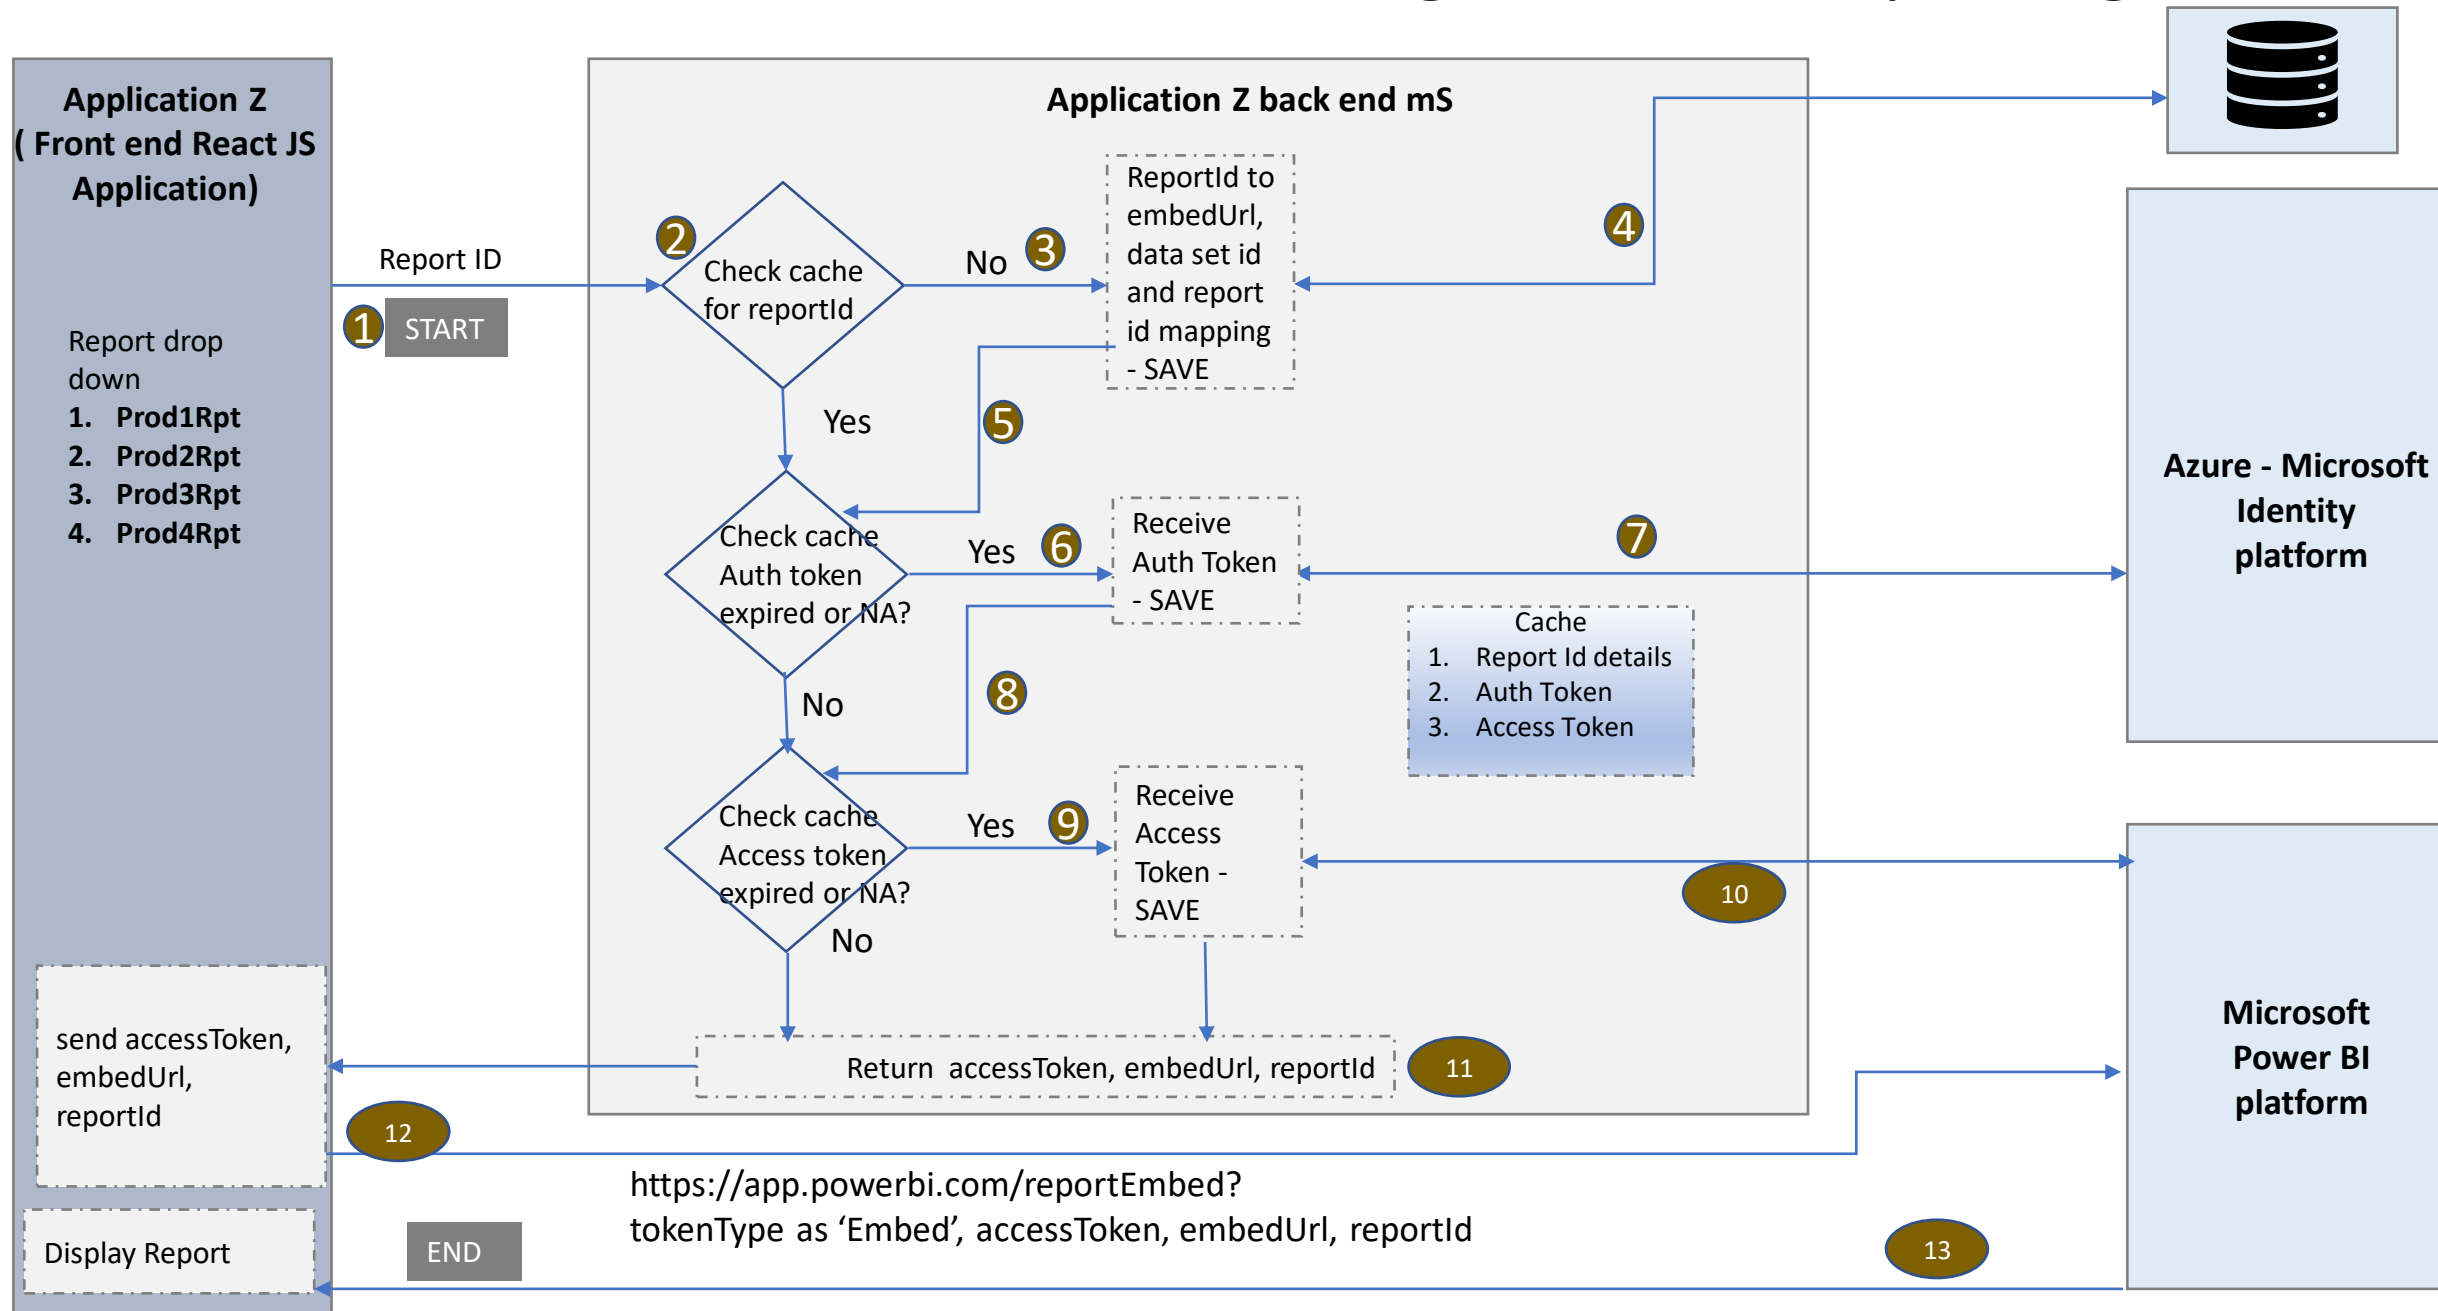 Application Z
( Front end React JS
Application)
Report drop
down
1. Prod1Rpt
2. Prod2Rpt
3. Prod3Rpt
4. Prod4Rpt
Report ID
1
START
Application Z back end mS
2
Check cache
for reportId
No
3
ReportId to
embedUrl,
data set id
and report
id mapping
- SAVE
4
Yes
5
Check cache
Auth token
expired or NA?
Yes
6
Receive
Auth Token
- SAVE
7
Azure - Microsoft
Identity
platform
No
8
Cache
1. Report Id details
2. Auth Token
3. Access Token
Check cache
Access token
expired or NA?
Yes
9
Receive
Access
Token -
SAVE
10
No
Return accessToken, embedUrl, reportId
11
send accessToken,
embedUrl,
reportId
12
Microsoft
Power BI
platform
https://app.powerbi.com/reportEmbed?
tokenType as ‘Embed’, accessToken, embedUrl, reportId
Display Report
END
13